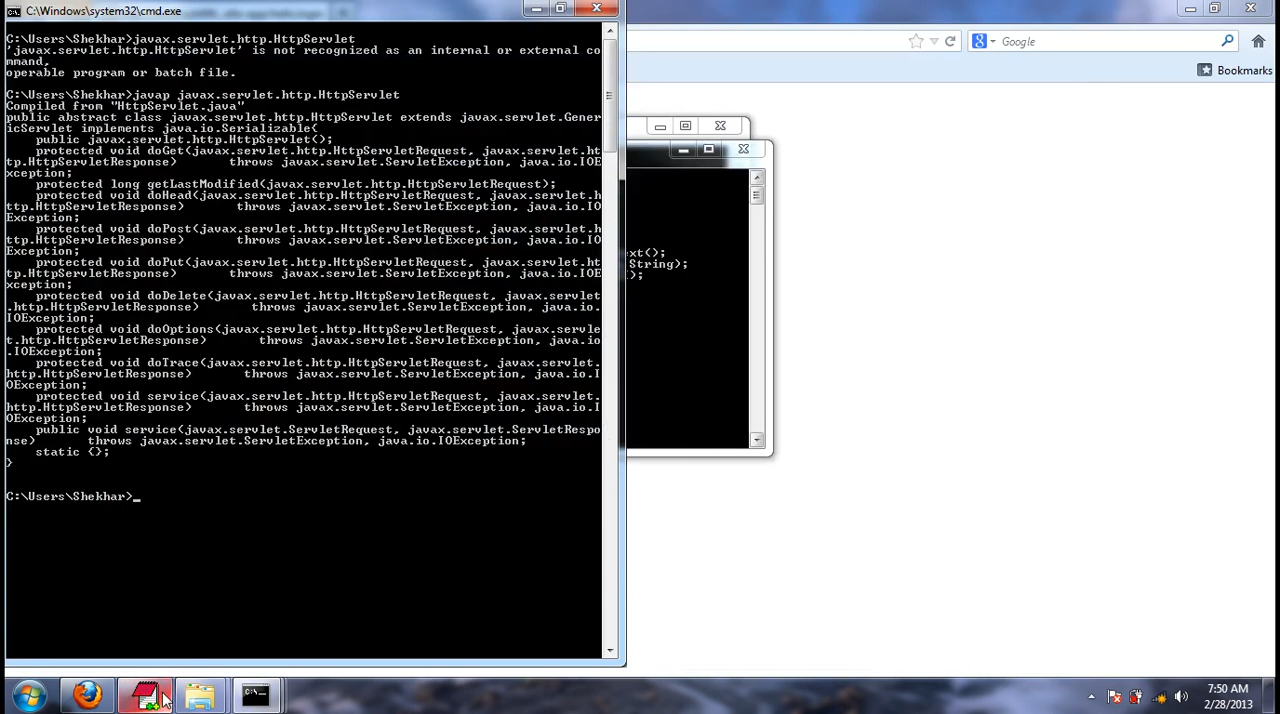 C:\Windows\system32\cmd.exe
C:\Users\Shekhar>javax.servlet.http.HttpServlet
'javax.servlet.http.HttpServlet' is not recognized as an internal or external co
mmand,
operable program or batch file.
C:\Users\Shekhar>javap javax.servlet.http.HttpServlet
Compiled from "HttpServlet.java"
public abstract class javax.servlet.http.HttpServlet extends javax.servlet.Gener
icServlet implements java.io.Serializable{
public javax.servlet.http.HttpServlet();
protected void doGet(javax.servlet.http.HttpServletRequest, javax.servlet.ht
tp.HttpServletResponse) throws javax.servlet.ServletException, java.io.IOE
xception;
protected long getLastModified(javax.servlet.http.HttpServletRequest);
protected void doHead(javax.servlet.http.HttpServletRequest, javax.servlet.h
ttp.HttpServletResponse) throws javax.servlet.ServletException, java.io.IO
Exception;
protected void doPost(javax.servlet.http.HttpServletRequest, javax.servlet.h
ttp.HttpServletResponse) throws javax.servlet.ServletException, java.io.IO
Exception;
protected void doPut(javax.servlet.http.HttpServletRequest, javax.servlet.ht
tp.HttpServletResponse) throws javax.servlet.ServletException, java.io.IOE
xception;
protected void doDelete(javax.servlet.http.HttpServletRequest, javax.servlet
.http.HttpServletResponse) throws javax.servlet.ServletException, java.io.
IOException;
protected void doOptions(javax.servlet.http.HttpServletRequest, javax.servle
t.http.HttpServletResponse) throws javax.servlet.ServletException, java.io
.IOException;
protected void doTrace(javax.servlet.http.HttpServletRequest, javax.servlet.
http.HttpServletResponse) throws javax.servlet.ServletException, java.io.I
OException;
protected void service(javax.servlet.http.HttpServletRequest, javax.servlet.
http.HttpServletResponse) throws javax.servlet.ServletException, java.io.I
OException;
public void service(javax.servlet.ServletRequest, javax.servlet.ServletRespo
nse) throws javax.servlet.ServletException, java.io.IOException;
static {};
}
C:\Users\Shekhar>_
Google
Bookmarks
ext();
String);
();
7:50 AM
2/28/2013